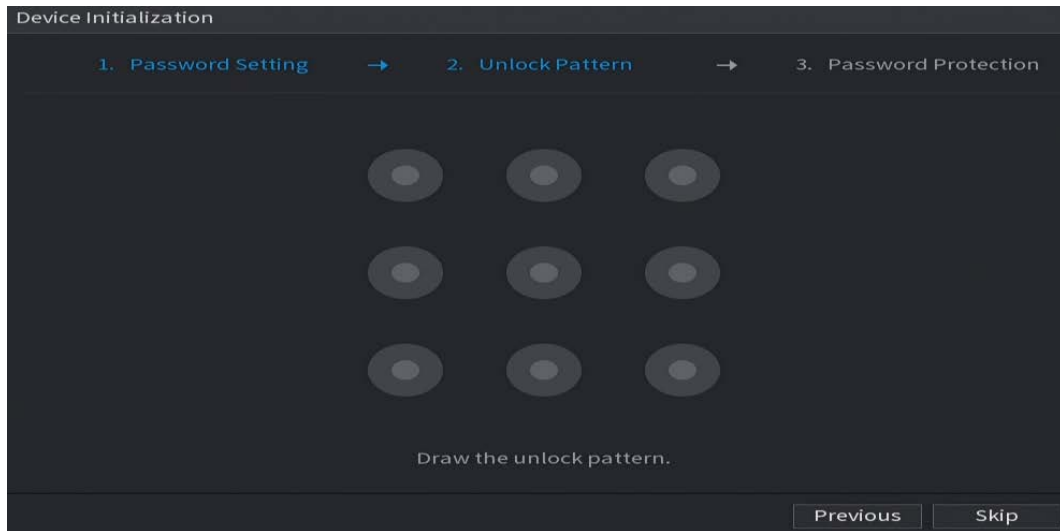 Device Initialization
1. Password Setting → 2. Unlock Pattern → 3. Password Protection
Draw the unlock pattern.
Previous Skip